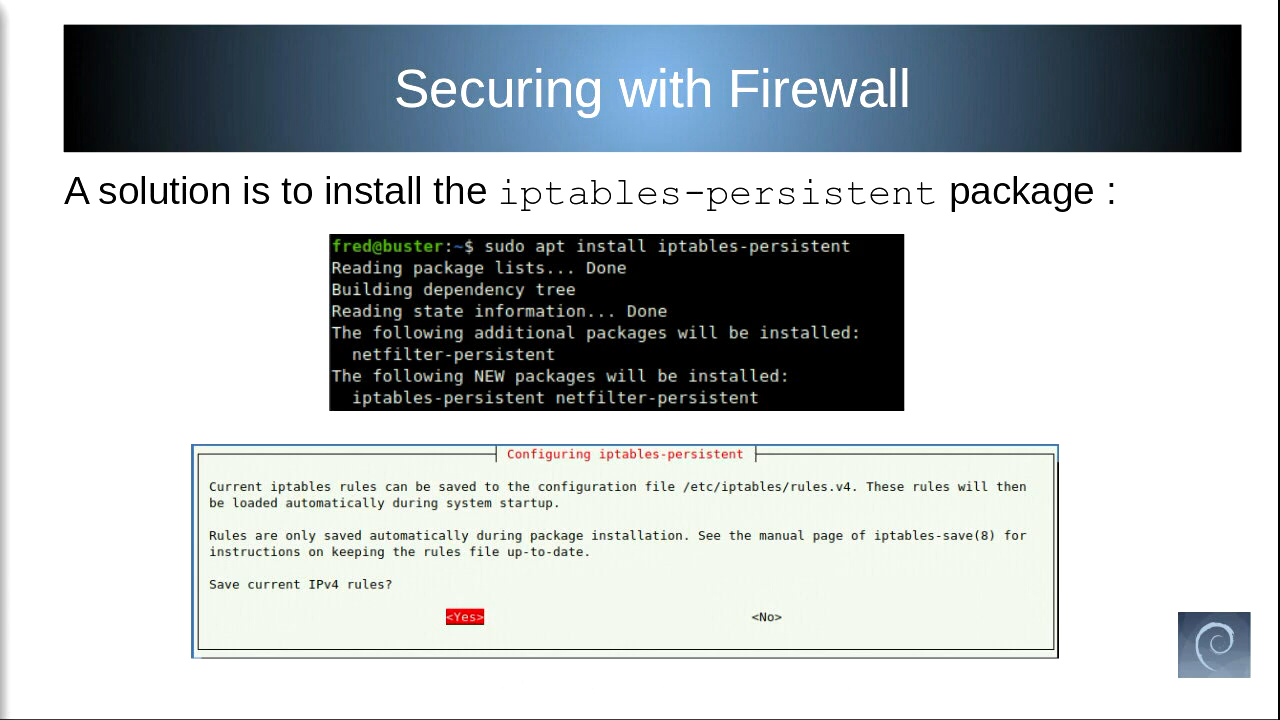 Securing with Firewall
A solution is to install the iptables-persistent package :
fred@buster:~$ sudo apt install iptables-persistent
Reading package lists... Done
Building dependency tree
Reading state information... Done
The following additional packages will be installed:
  netfilter-persistent
The following NEW packages will be installed:
  iptables-persistent netfilter-persistent
Configuring iptables-persistent
Current iptables rules can be saved to the configuration file /etc/iptables/rules.v4. These rules will then
be loaded automatically during system startup.
Rules are only saved automatically during package installation. See the manual page of iptables-save(8) for
instructions on keeping the rules file up-to-date.
Save current IPv4 rules?
<Yes> <No>